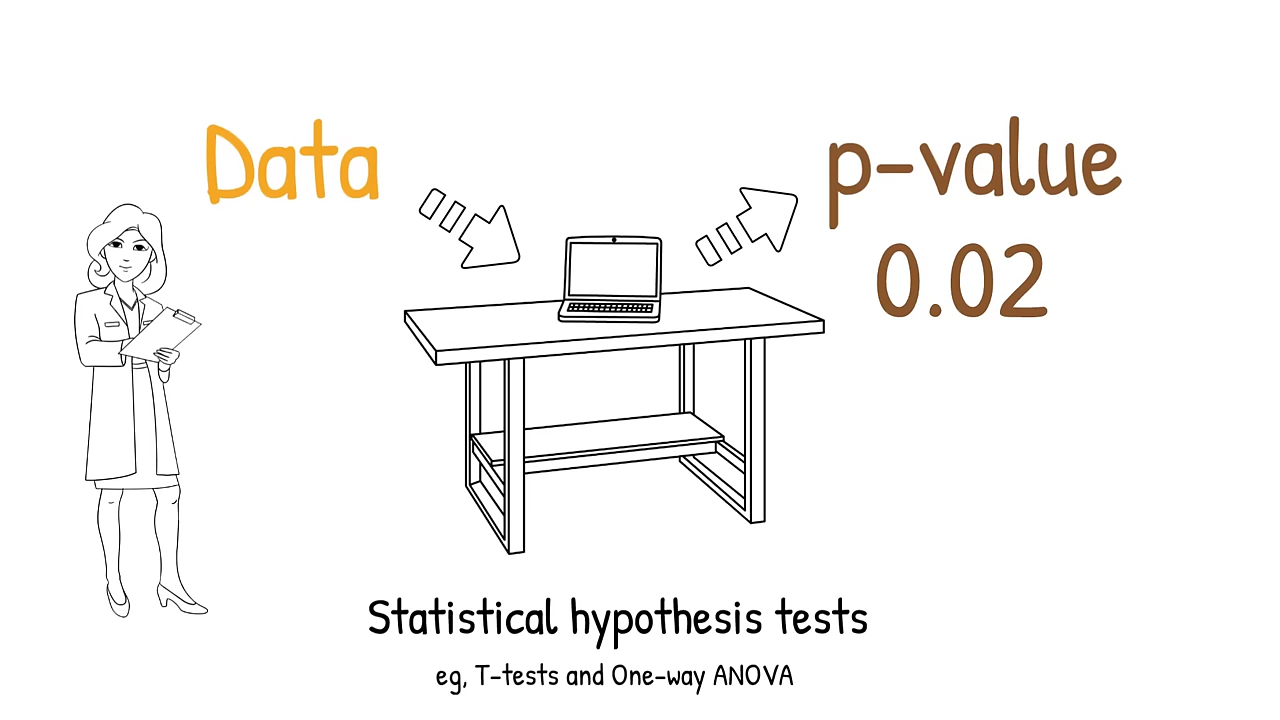 Data
p-value
0.02
Statistical hypothesis tests
eg, T-tests and One-way ANOVA